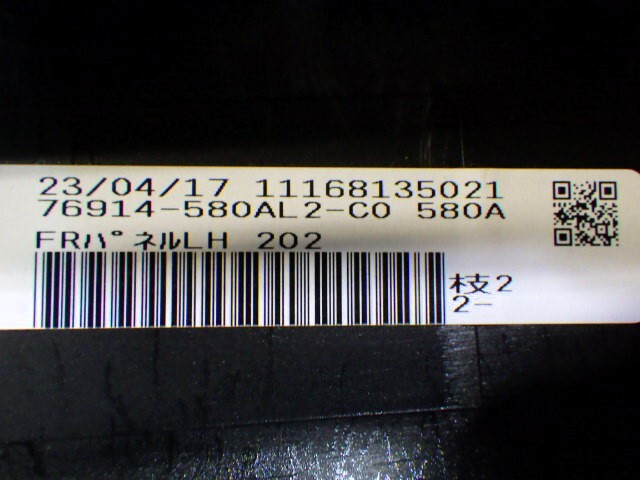 23/04/17 11168135021
76914-580AL2-C0 580A
FRﾊﾟﾈﾙLH 202
枝2
2-